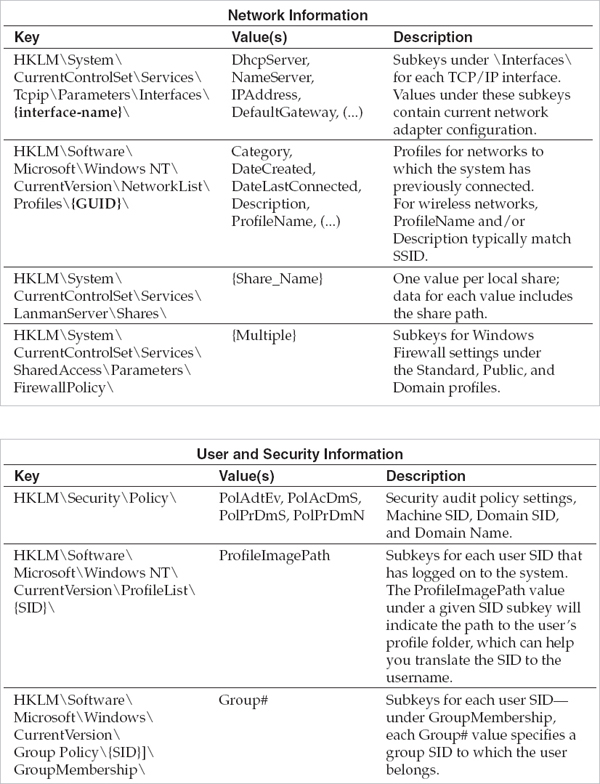 Network Information
Key Value(s) Description
HKLM\System\ DhcpServer, Subkeys under \Interfaces\
CurrentControlSet\Services\ NameServer, for each TCP/IP interface.
Tcpip\Parameters\Interfaces\ IPAddress, Values under these subkeys
{interface-name}\ DefaultGateway, (...) contain current network
adapter configuration.
HKLM\Software\ Category, Profiles for networks to
Microsoft\Windows NT\ DateCreated, which the system has
CurrentVersion\NetworkList\ DateLastConnected, previously connected.
Profiles\{GUID}\ Description, For wireless networks,
ProfileName, (...) ProfileName and/or
Description typically match
SSID.
HKLM\System\ {Share_Name} One value per local share;
CurrentControlSet\Services\ data for each value includes
LanmanServer\Shares\ the share path.
HKLM\System\ {Multiple} Subkeys for Windows
CurrentControlSet\Services\ Firewall settings under
SharedAccess\Parameters\ the Standard, Public, and
FirewallPolicy\ Domain profiles.
User and Security Information
Key Value(s) Description
HKLM\Security\Policy\ PolAdtEv, PolAcDmS, Security audit policy settings,
PolPrDmS, PolPrDmN Machine SID, Domain SID,
and Domain Name.
HKLM\Software\ ProfileImagePath Subkeys for each user SID that
Microsoft\Windows NT\ has logged on to the system.
CurrentVersion\ProfileList\ The ProfileImagePath value
{SID}\ under a given SID subkey will
indicate the path to the user's
profile folder, which can help
you translate the SID to the
username.
HKLM\Software\ Group# Subkeys for each user SID—
Microsoft\Windows\ under GroupMembership,
CurrentVersion\ each Group# value specifies a
Group Policy\{SID}]\ group SID to which the user
GroupMembership\ belongs.